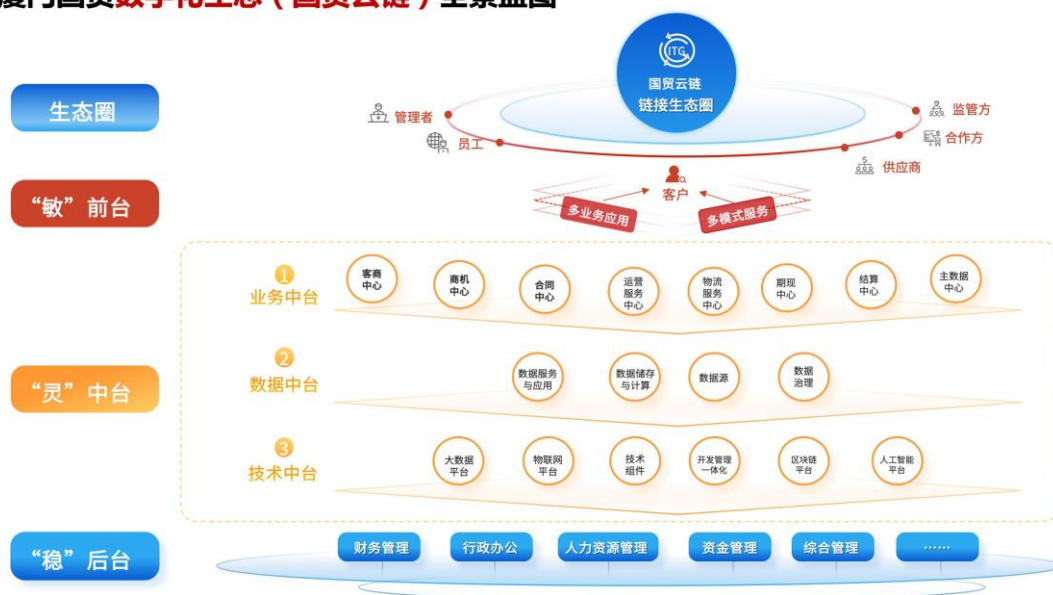 厦门国贸数字化生态（国贸云链）全景蓝图
ITG
国贸云链
链接生态圈
生态圈
管理者
员工
监管方
合作方
供应商
客户
“敏”前台
多业务应用
多模式服务
“灵”中台
1
业务中台
客商
中心
商机
中心
合同
中心
运营
服务
中心
物流
服务
中心
期现
中心
结算
中心
主数据
中心
2
数据中台
数据服务
与应用
数据储存
与计算
数据源
数据
治理
3
技术中台
大数据
平台
物联网
平台
技术
组件
开发管理
一体化
区块链
平台
人工智能
平台
“稳”后台
财务管理
行政办公
人力资源管理
资金管理
综合管理
……